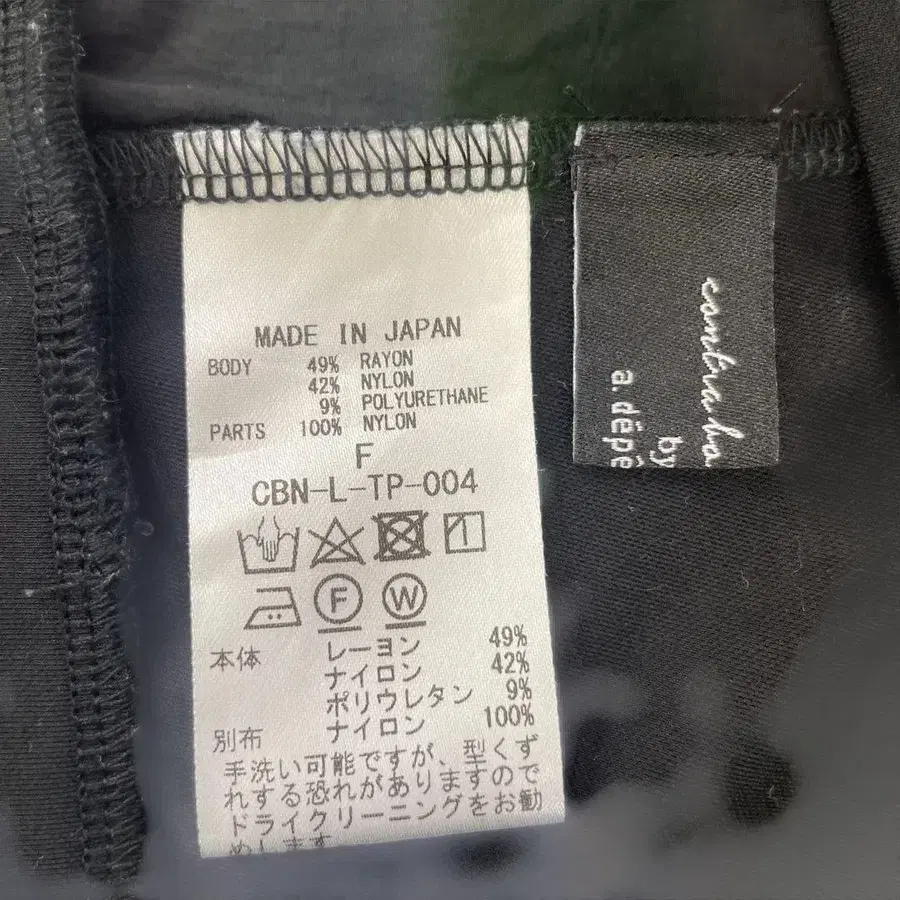 MADE IN JAPAN
BODY 49% RAYON
42% NYLON
9% POLYURETHANE
PARTS 100% NYLON
F
CBN-L-TP-004
F W
本体 レーヨン 49%
ナイロン 42%
ポリウレタン 9%
別布 ナイロン 100%
手洗い可能ですが、型くず
れする恐れがありますので
ドライクリーニングをお勧
めします
by
a.dépê